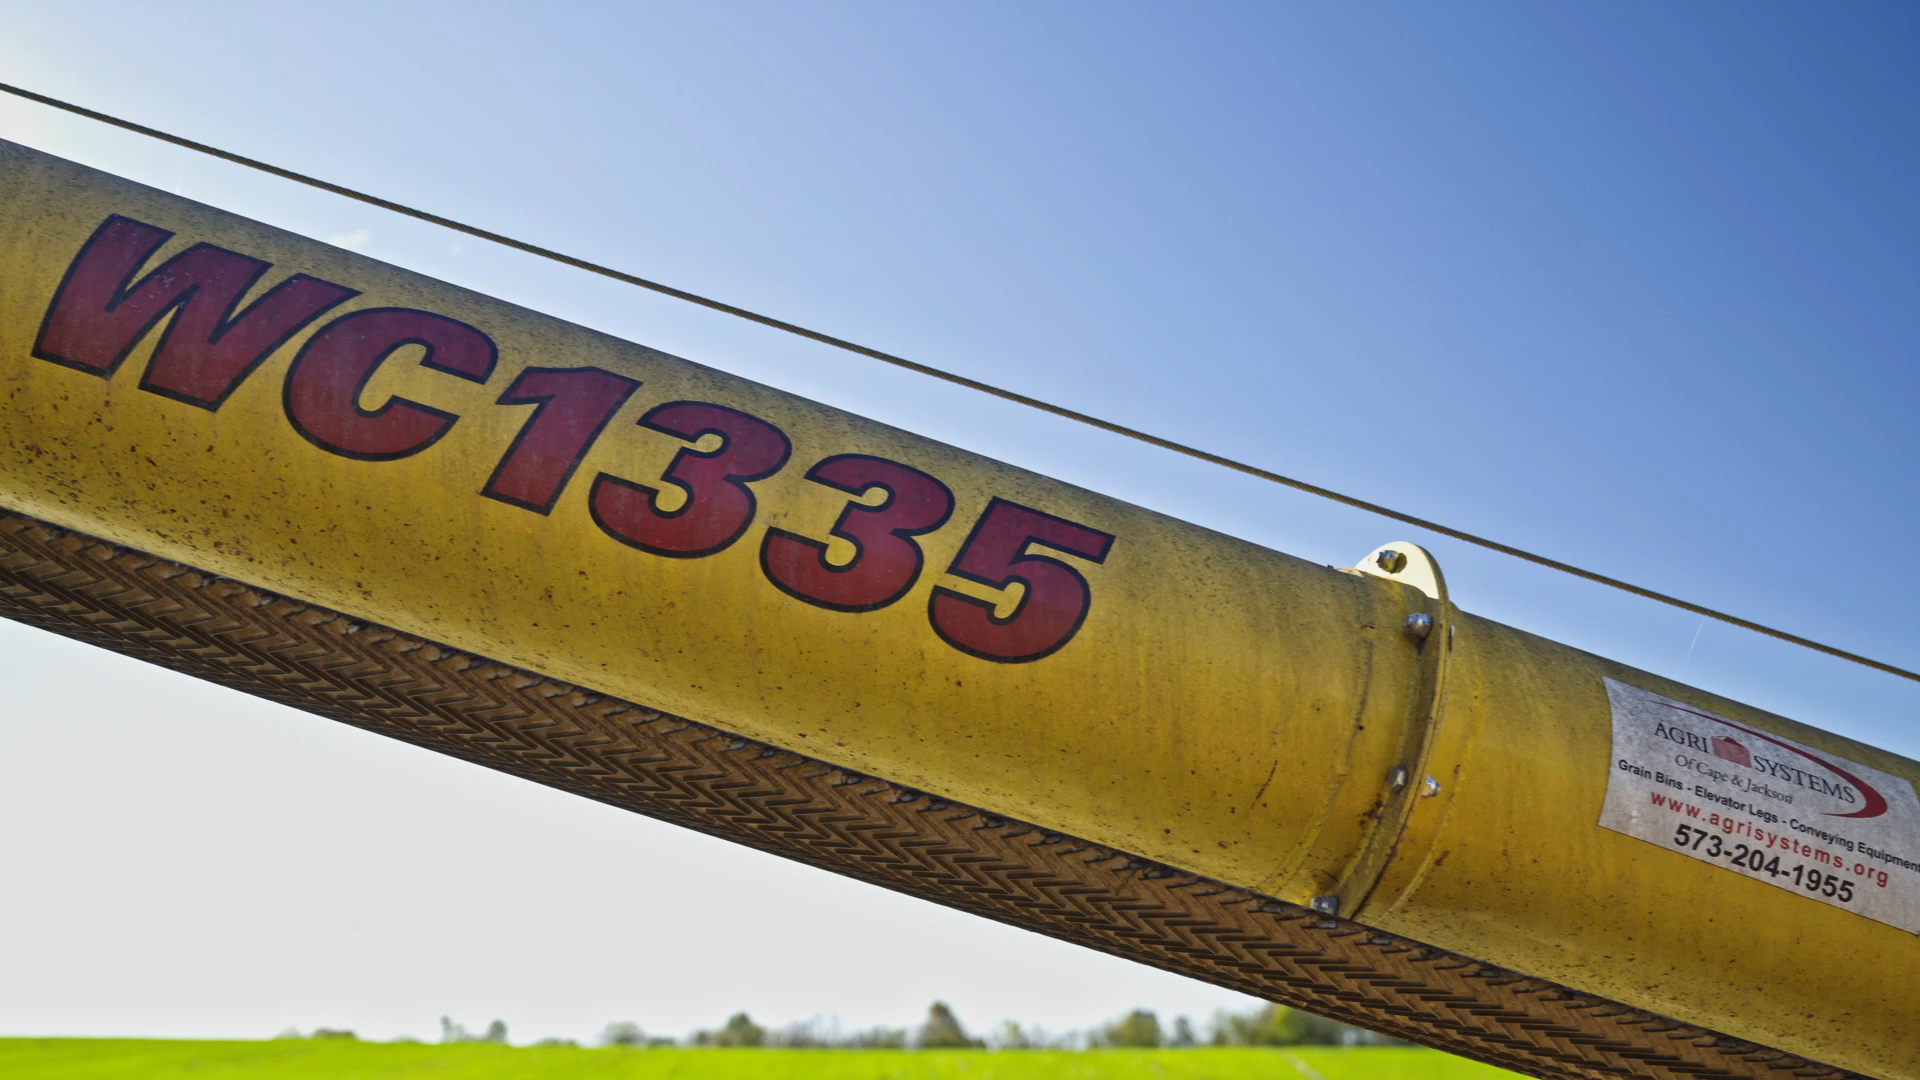 WC1335
AGRI SYSTEMS
Of Cape & Jackson
Grain Bins - Elevator Legs - Conveying Equipment
www.agrisystems.org
573-204-1955